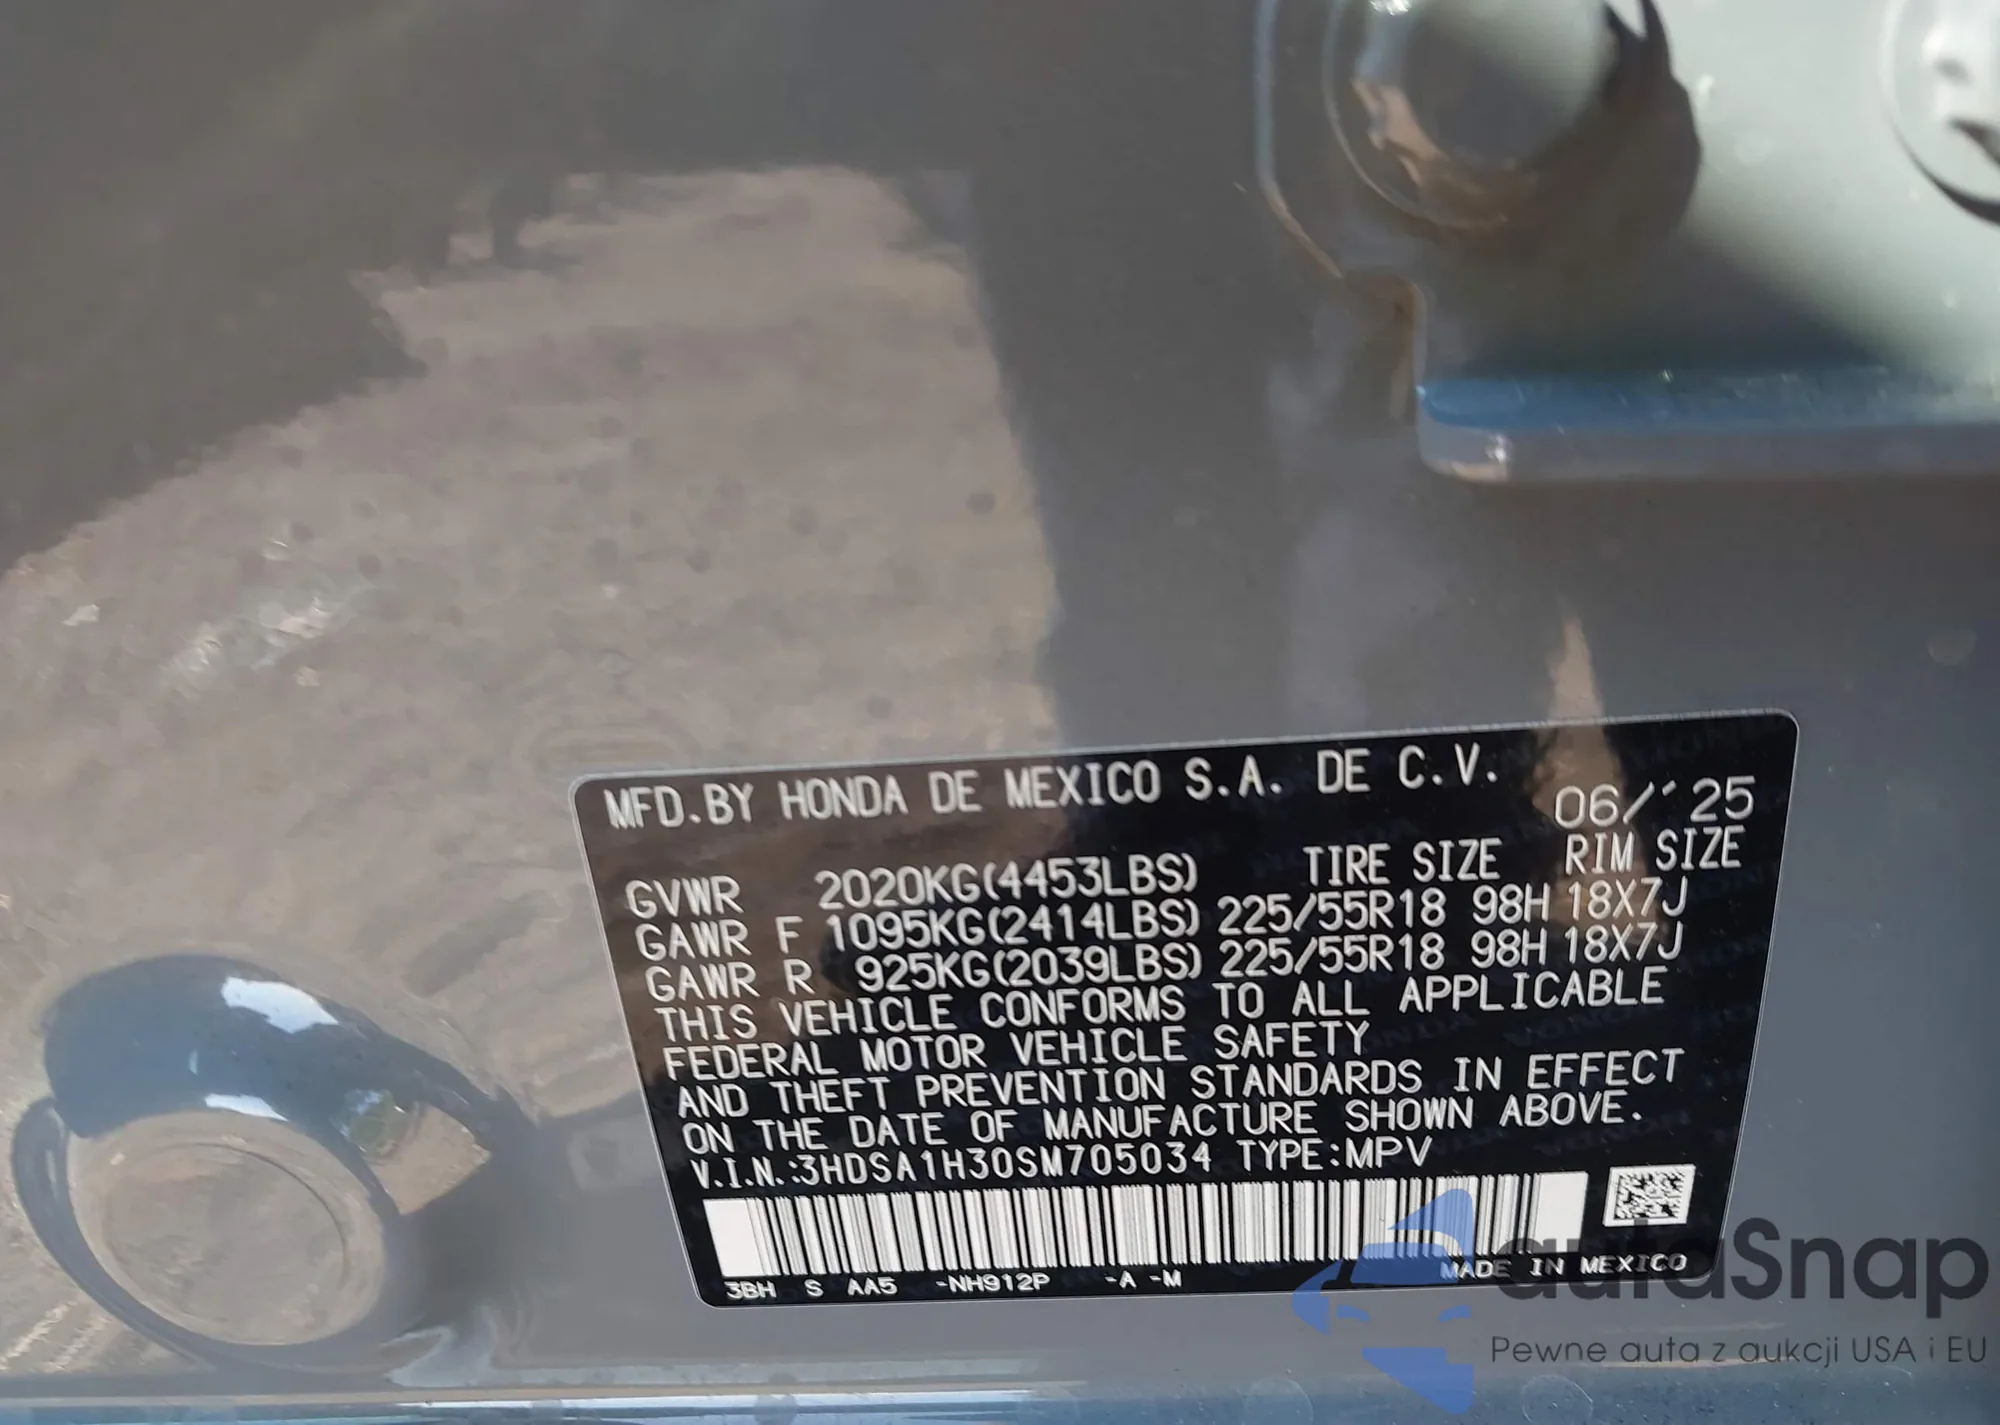 MFD.BY HONDA DE MEXICO S.A. DE C.V.
06/'25
TIRE SIZE RIM SIZE
GVWR 2020KG(4453LBS)
GAWR F 1095KG(2414LBS) 225/55R18 98H 18X7J
GAWR R 925KG(2039LBS) 225/55R18 98H 18X7J
THIS VEHICLE CONFORMS TO ALL APPLICABLE
FEDERAL MOTOR VEHICLE SAFETY
AND THEFT PREVENTION STANDARDS IN EFFECT
ON THE DATE OF MANUFACTURE SHOWN ABOVE.
V.I.N.:3HDSA1H30SM705034 TYPE:MPV
3BH S AA5 -NH912P -A -M MADE IN MEXICO
autaSnap
Pewne auta z aukcji USA i EU